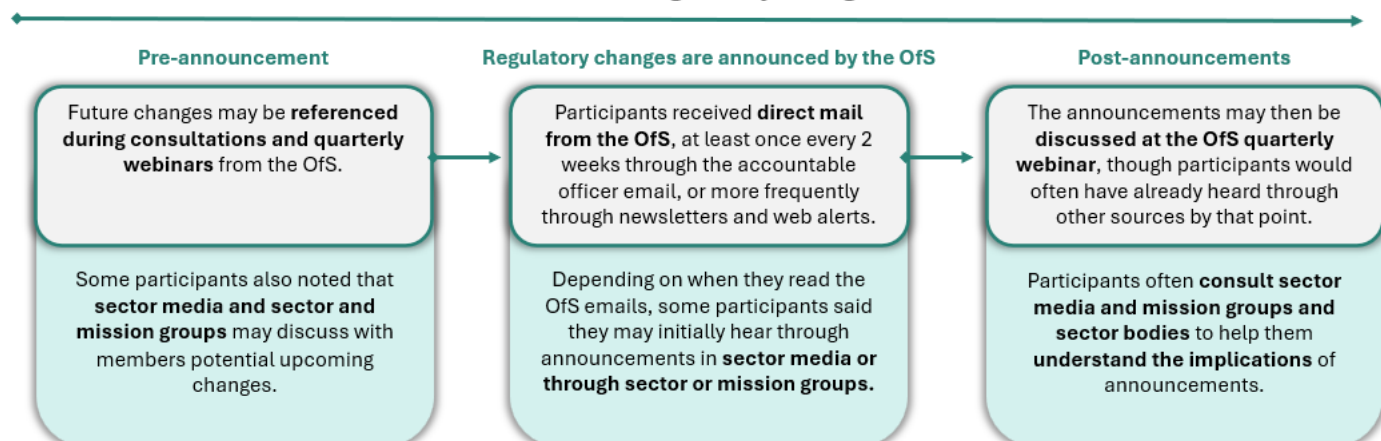 Pre-announcement
Future changes may be referenced
during consultations and quarterly
webinars from the OfS.
Some participants also noted that
sector media and sector and
mission groups may discuss with
members potential upcoming
changes.
Regulatory changes are announced by the OfS
Participants received direct mail
from the OfS, at least once every 2
weeks through the accountable
officer email, or more frequently
through newsletters and web alerts.
Depending on when they read the
OfS emails, some participants said
they may initially hear through
announcements in sector media or
through sector or mission groups.
Post-announcements
The announcements may then be
discussed at the OfS quarterly
webinar, though participants would
often have already heard through
other sources by that point.
Participants often consult sector
media and mission groups and
sector bodies to help them
understand the implications of
announcements.